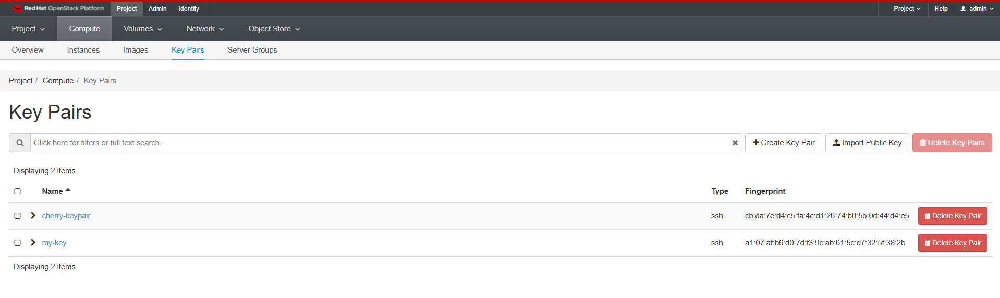 Red Hat OpenStack Platform Project Admin Identity Project Help admin
Project Compute Volumes Network Object Store
Overview Instances Images Key Pairs Server Groups
Project / Compute / Key Pairs
Key Pairs
Click here for filters or full text search. Create Key Pair Import Public Key Delete Key Pairs
Displaying 2 items
Name Type Fingerprint
cherry-keypair ssh cb:da:7e:d4:c5:fa:4c:d1:26:74:b0:5b:0d:44:d4:e5 Delete Key Pair
my-key ssh a1:07:af:b6:d0:7d:f3:9c:ab:61:5c:d7:32:5f:38:2b Delete Key Pair
Displaying 2 items